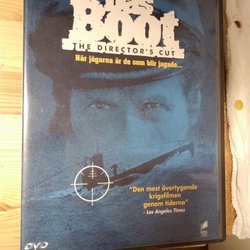 Das
Boot
THE DIRECTOR'S CUT
När jägarna är de som blir jagade...
"Den mest övertygande
krigsfilmen
genom tiderna"
- Los Angeles Times
DVD